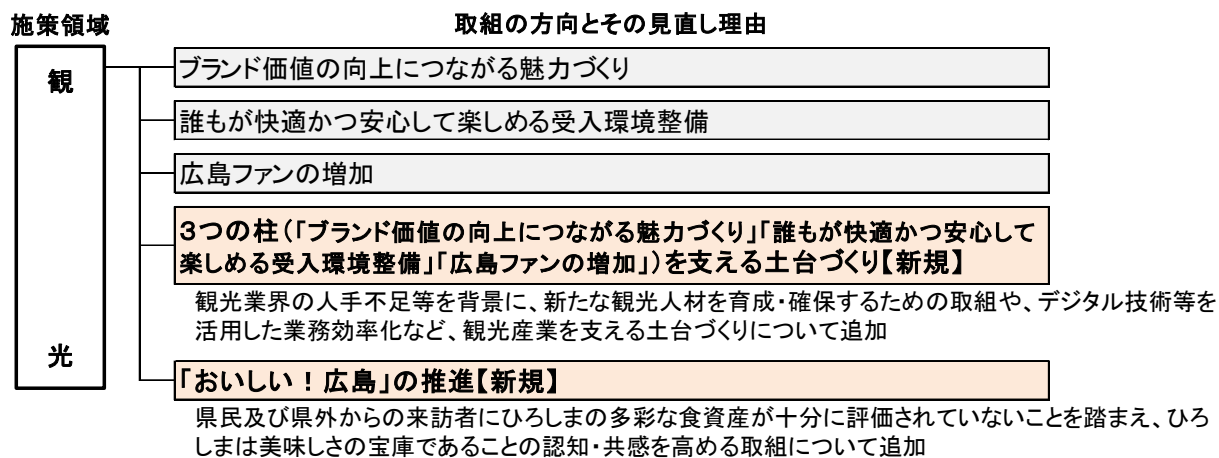 施策領域
取組の方向とその見直し理由
観光
ブランド価値の向上につながる魅力づくり
誰もが快適かつ安心して楽しめる受入環境整備
広島ファンの増加
３つの柱（「ブランド価値の向上につながる魅力づくり」「誰もが快適かつ安心して
楽しめる受入環境整備」「広島ファンの増加」）を支える土台づくり【新規】
観光業界の人手不足等を背景に、新たな観光人材を育成・確保するための取組や、デジタル技術等を
活用した業務効率化など、観光産業を支える土台づくりについて追加
「おいしい！広島」の推進【新規】
県民及び県外からの来訪者にひろしまの多彩な食資産が十分に評価されていないことを踏まえ、ひろ
しまは美味しさの宝庫であることの認知・共感を高める取組について追加